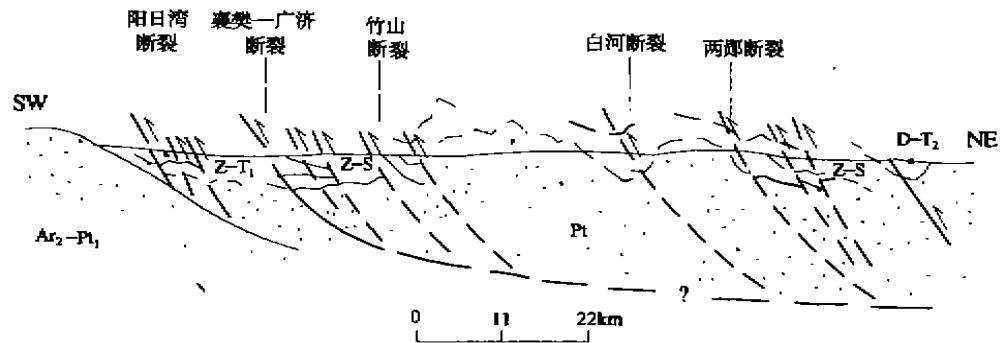 阳日湾
断裂
襄樊一广济
断裂
竹山
断裂
白河断裂
两郧断裂
SW
D-T₂
NE
Z-T₁
Z-S
Z-S
Ar₂-Pt₁
Pt
?
0 11 22km